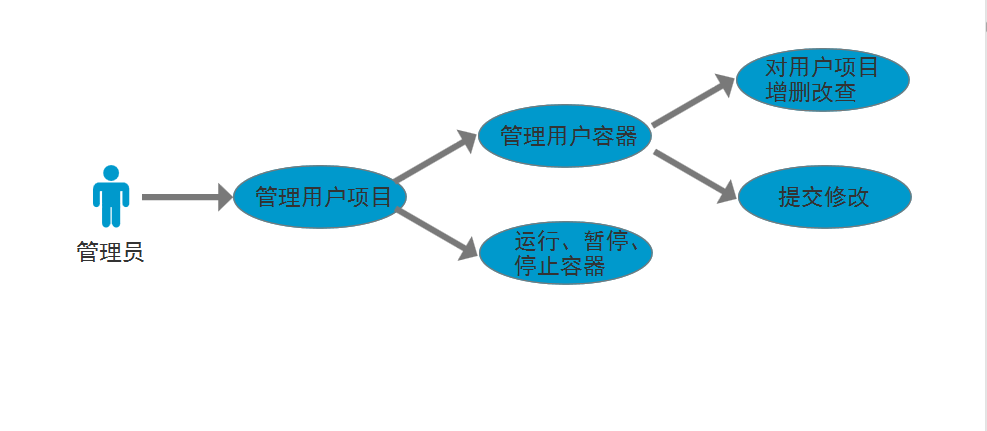 对用户项目
增删改查
管理用户容器
管理用户项目
提交修改
管理员
运行、暂停、
停止容器